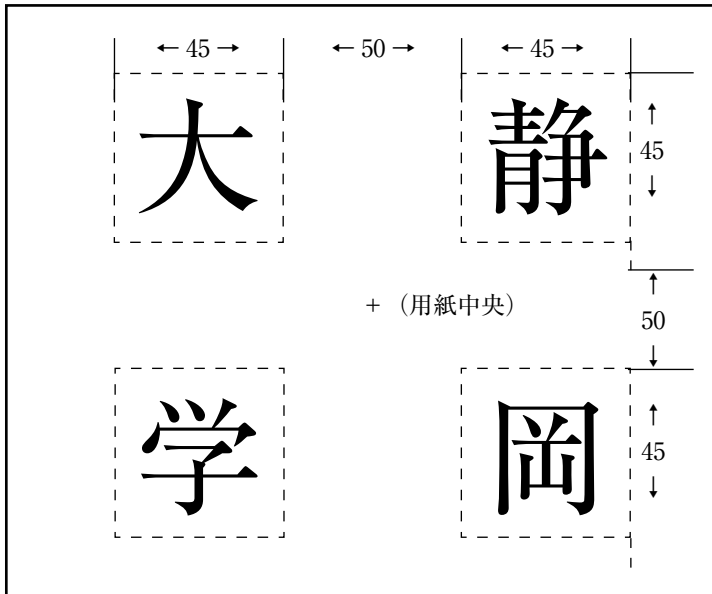 ← 45 →
← 50 →
← 45 →
大 静
↑
45
↓
+ （用紙中央）
↑
50
↓
学 岡
↑
45
↓